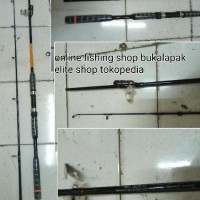 online fishing shop bukalapak
elite shop tokopedia